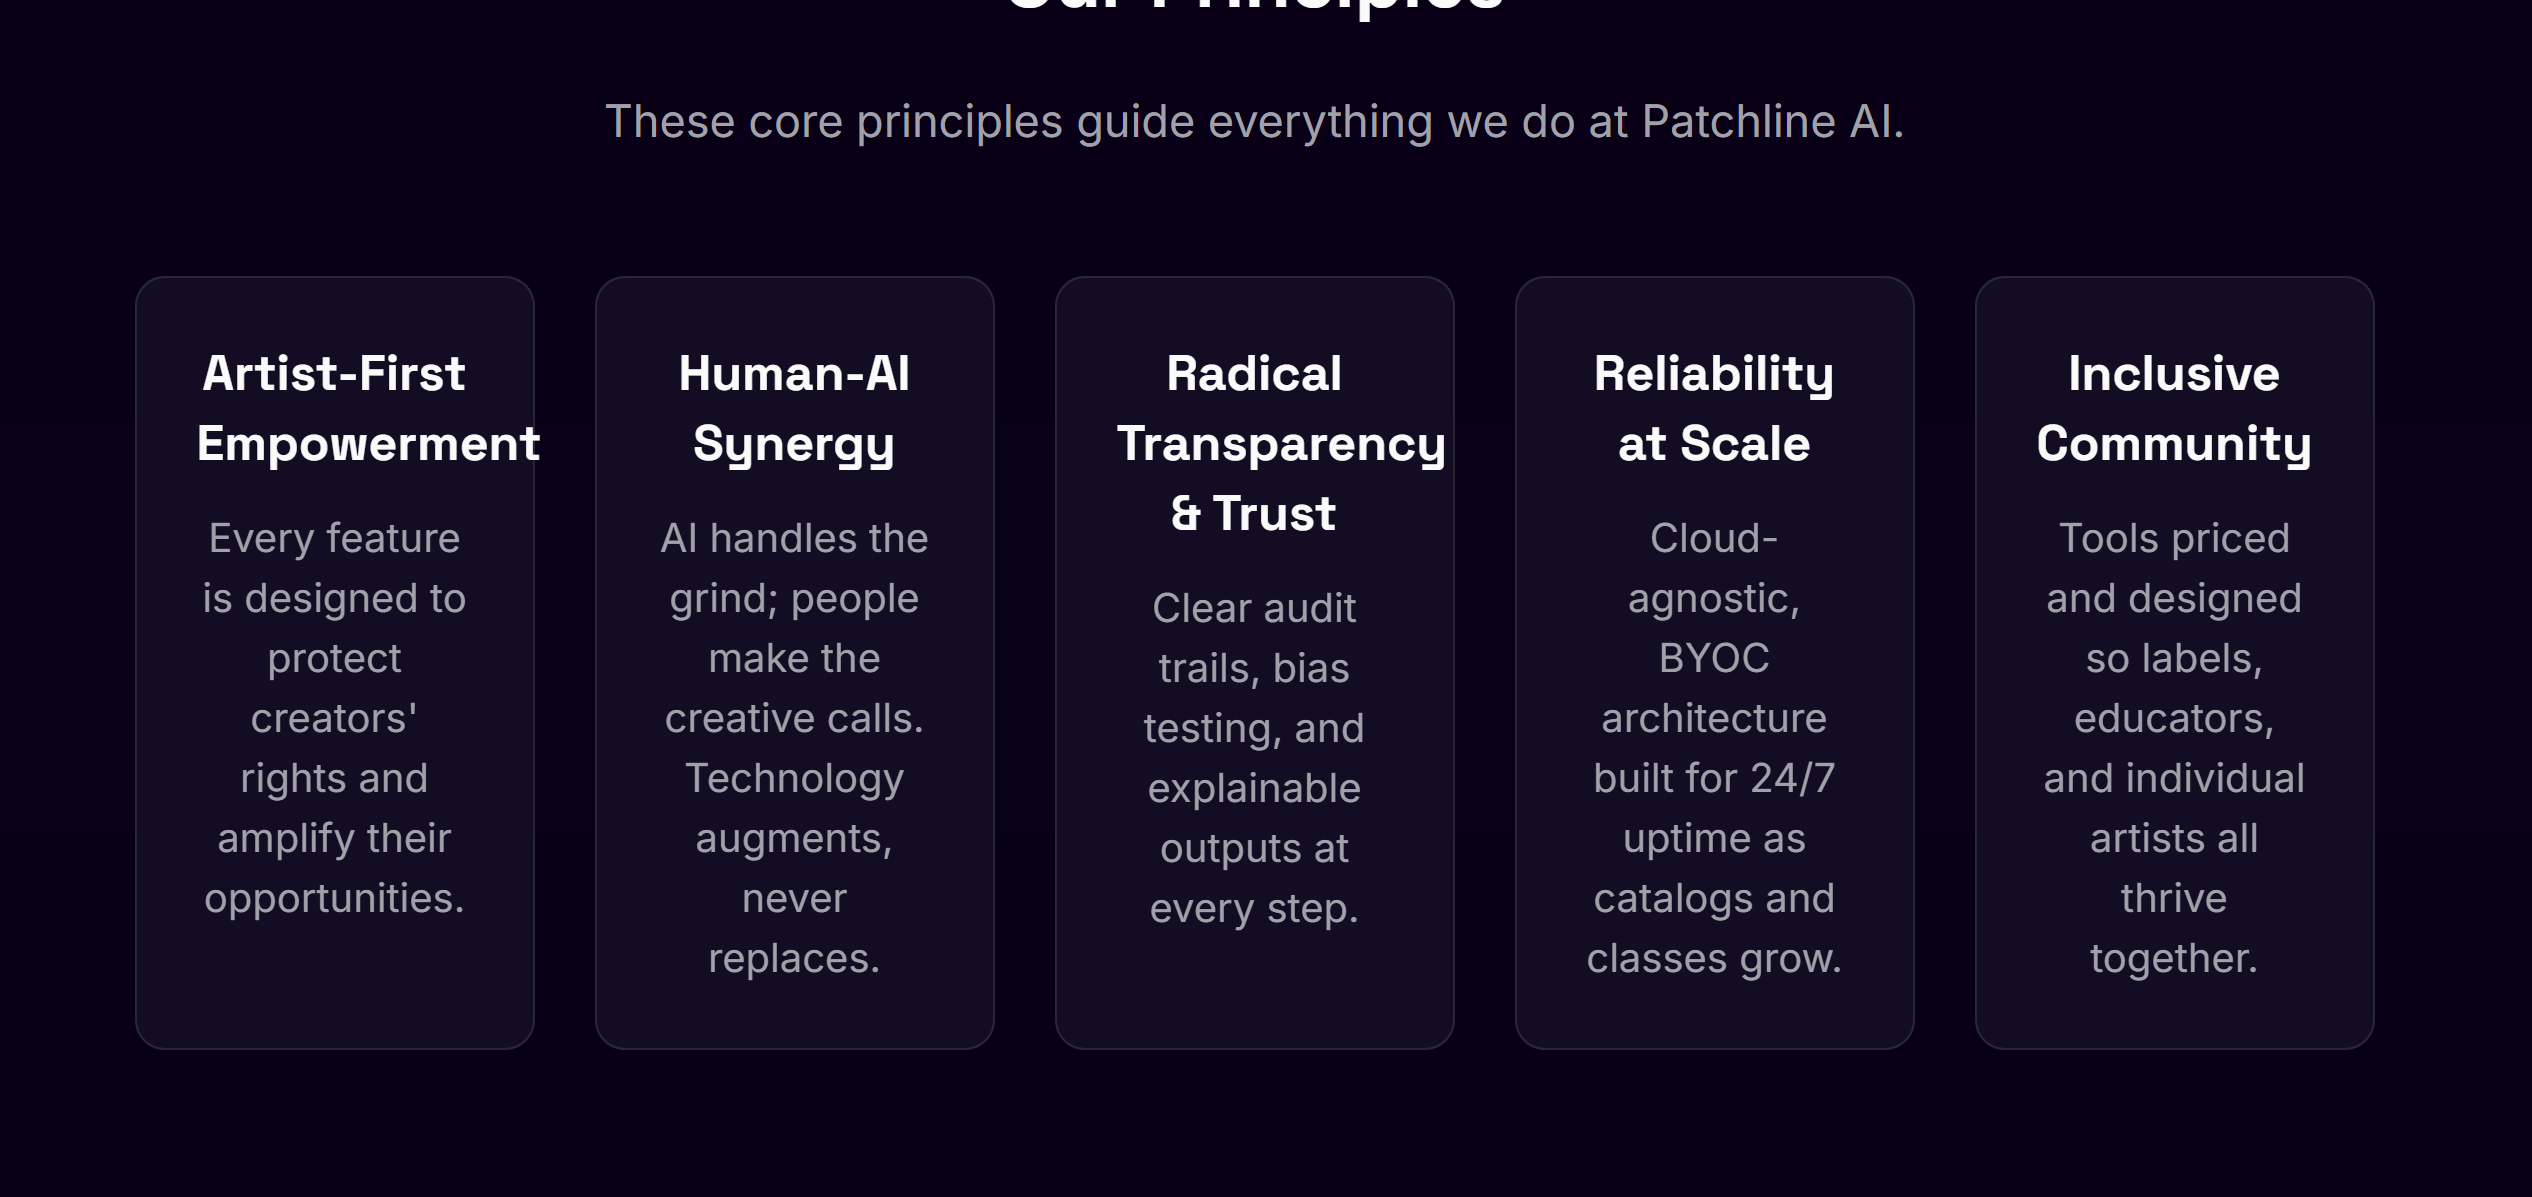 Our Principles
These core principles guide everything we do at Patchline AI.
Artist-First
Empowerment
Every feature
is designed to
protect
creators'
rights and
amplify their
opportunities.
Human-AI
Synergy
AI handles the
grind; people
make the
creative calls.
Technology
augments,
never
replaces.
Radical
Transparency
& Trust
Clear audit
trails, bias
testing, and
explainable
outputs at
every step.
Reliability
at Scale
Cloud-
agnostic,
BYOC
architecture
built for 24/7
uptime as
catalogs and
classes grow.
Inclusive
Community
Tools priced
and designed
so labels,
educators,
and individual
artists all
thrive
together.